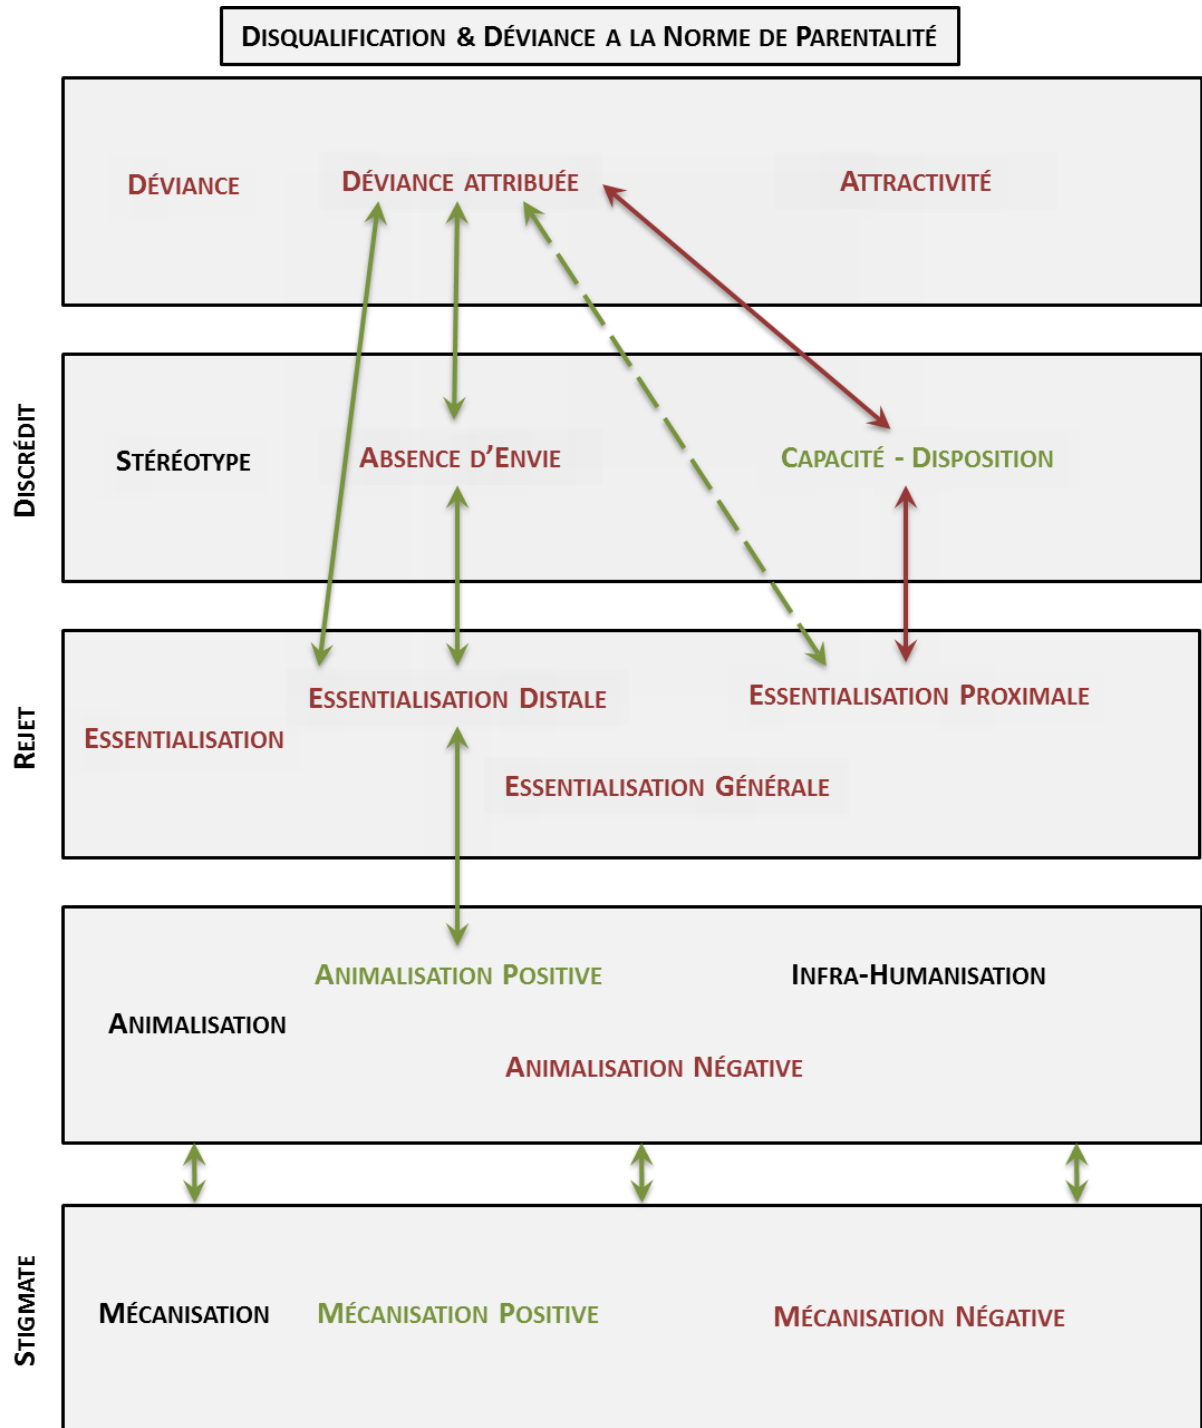 DISQUALIFICATION & DÉVIANCE A LA NORME DE PARENTALITÉ
DÉVIANCE
DÉVIANCE ATTRIBUÉE
ATTRACTIVITÉ
DISCRÉDIT
STÉRÉOTYPE
ABSENCE D'ENVIE
CAPACITÉ - DISPOSITION
REJET
ESSENTIALISATION
ESSENTIALISATION DISTALE
ESSENTIALISATION PROXIMALE
ESSENTIALISATION GÉNÉRALE
ANIMALISATION POSITIVE
INFRA-HUMANISATION
ANIMALISATION
ANIMALISATION NÉGATIVE
STIGMATE
MÉCANISATION
MÉCANISATION POSITIVE
MÉCANISATION NÉGATIVE